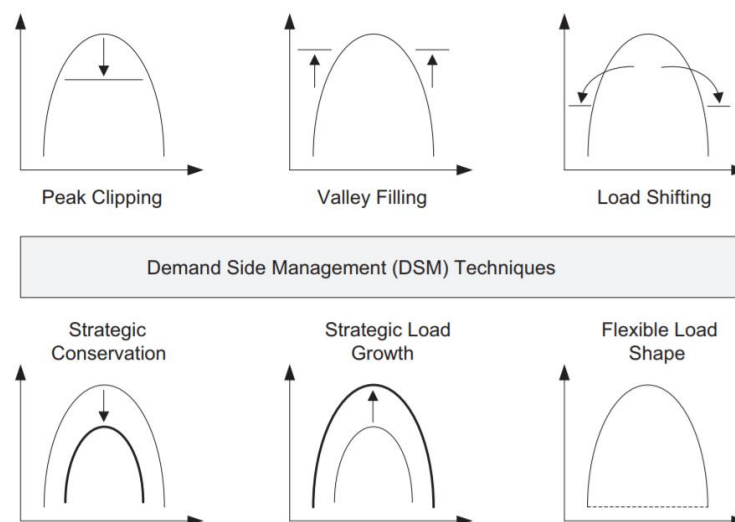 Peak Clipping
Valley Filling
Load Shifting
Demand Side Management (DSM) Techniques
Strategic
Conservation
Strategic Load
Growth
Flexible Load
Shape